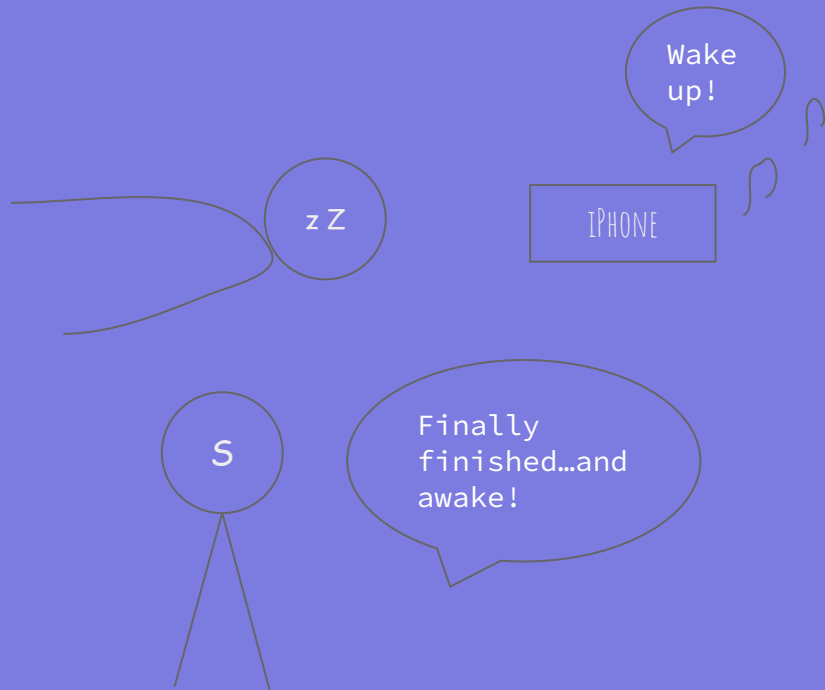 Wake
up!
z Z
iPhone
S
Finally
finished…and
awake!